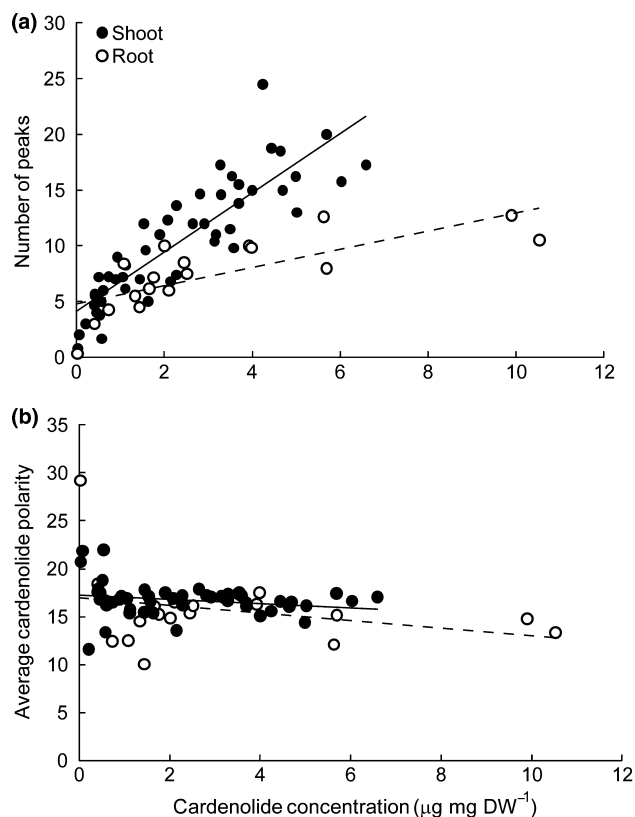 (a)
Shoot
Root
Number of peaks
30
25
20
15
10
5
0
0 2 4 6 8 10 12
(b)
Average cardenolide polarity
35
30
25
20
15
10
5
0
0 2 4 6 8 10 12
Cardenolide concentration (μg mg DW⁻¹)